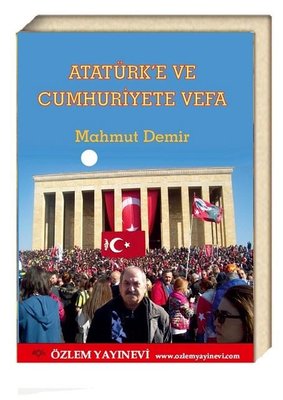 ATATÜRK'E VE
CUMHURİYETE VEFA
Mahmut Demir
ÖZLEM YAYINEVİ www.ozlemyayinevi.com